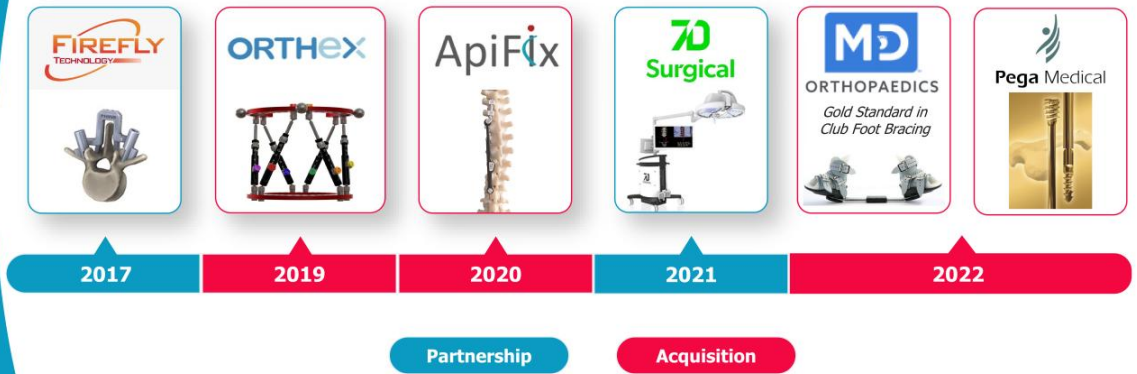 FIREFLY
TECHNOLOGY
ORTHEX
ApiFix
7D
Surgical
7D
MD
ORTHOPAEDICS
Gold Standard in
Club Foot Bracing
Pega Medical
2017
2019
2020
2021
2022
Partnership
Acquisition